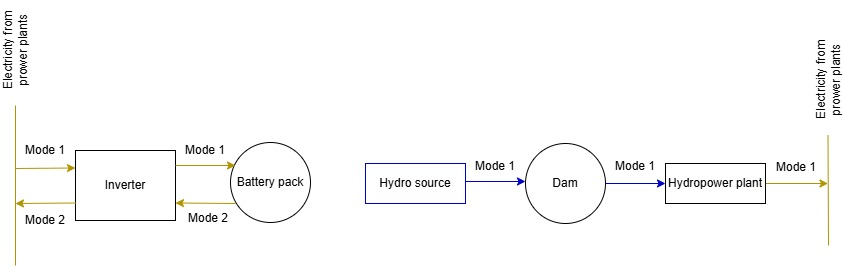 Electricity from
prower plants
Mode 1
Mode 2
Inverter
Mode 1
Mode 2
Battery pack
Hydro source
Mode 1
Dam
Mode 1
Hydropower plant
Mode 1
Electricity from
prower plants